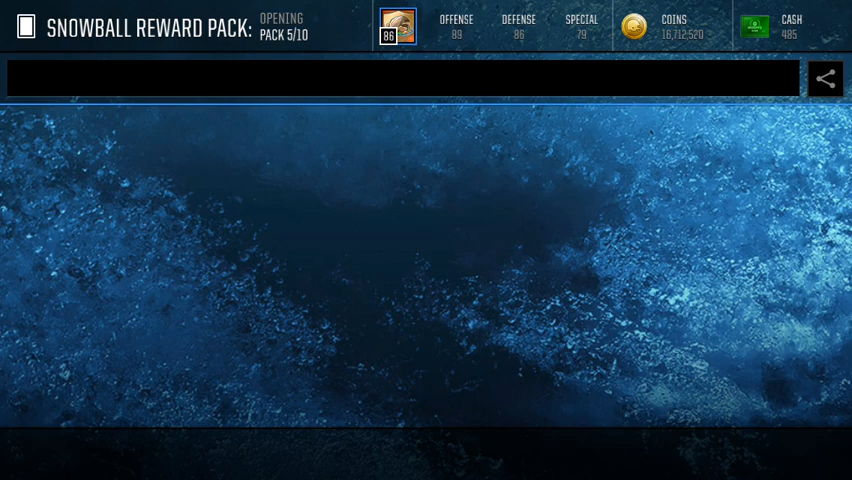 SNOWBALL REWARD PACK:
OPENING
PACK 5/10
86
OFFENSE
89
DEFENSE
86
SPECIAL
79
COINS
16,712,520
CASH
485